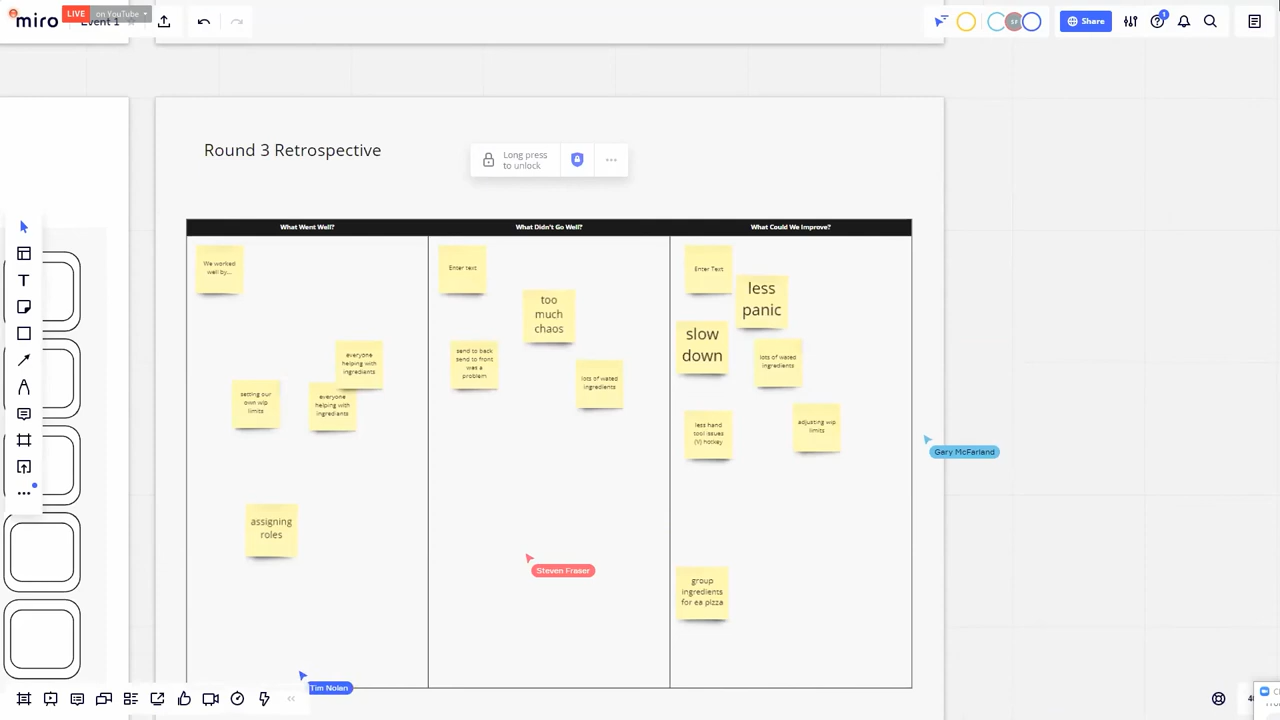 LIVE on YouTube
miro
Event 1
SF
Share
1
Round 3 Retrospective
Long press
to unlock
What Went Well?
What Didn't Go Well?
What Could We Improve?
We worked
well by...
everyone
helping with
ingredients
setting our
own wip
limits
everyone
helping with
ingrediants
assigning
roles
Enter text
too
much
chaos
send to back
send to front
was a
problem
lots of wated
ingredients
Enter Text
less
panic
slow
down
lots of wated
ingredients
less hand
tool issues
(V) hotkey
adjusting wip
limits
group
ingredients
for ea pizza
Gary McFarland
Steven Fraser
Tim Nolan